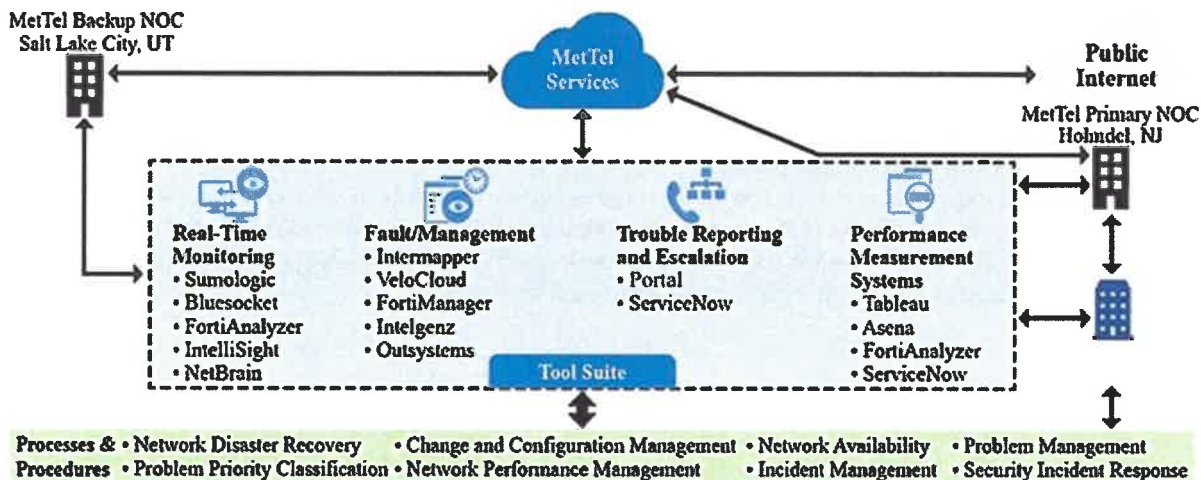 MetTel Backup NOC
Salt Lake City, UT
MetTel
Services
Public
Internet
MetTel Primary NOC
Holmdel, NJ
Real-Time
Monitoring
• Sumologic
• Bluesocket
• FortiAnalyzer
• IntelliSight
• NetBrain
Fault/Management
• Intermapper
• VeloCloud
• FortiManager
• Intelgenz
• Outsystems
Trouble Reporting
and Escalation
• Portal
• ServiceNow
Performance
Measurement
Systems
• Tableau
• Asena
• FortiAnalyzer
• ServiceNow
Tool Suite
Processes & • Network Disaster Recovery • Change and Configuration Management • Network Availability • Problem Management
Procedures • Problem Priority Classification • Network Performance Management • Incident Management • Security Incident Response